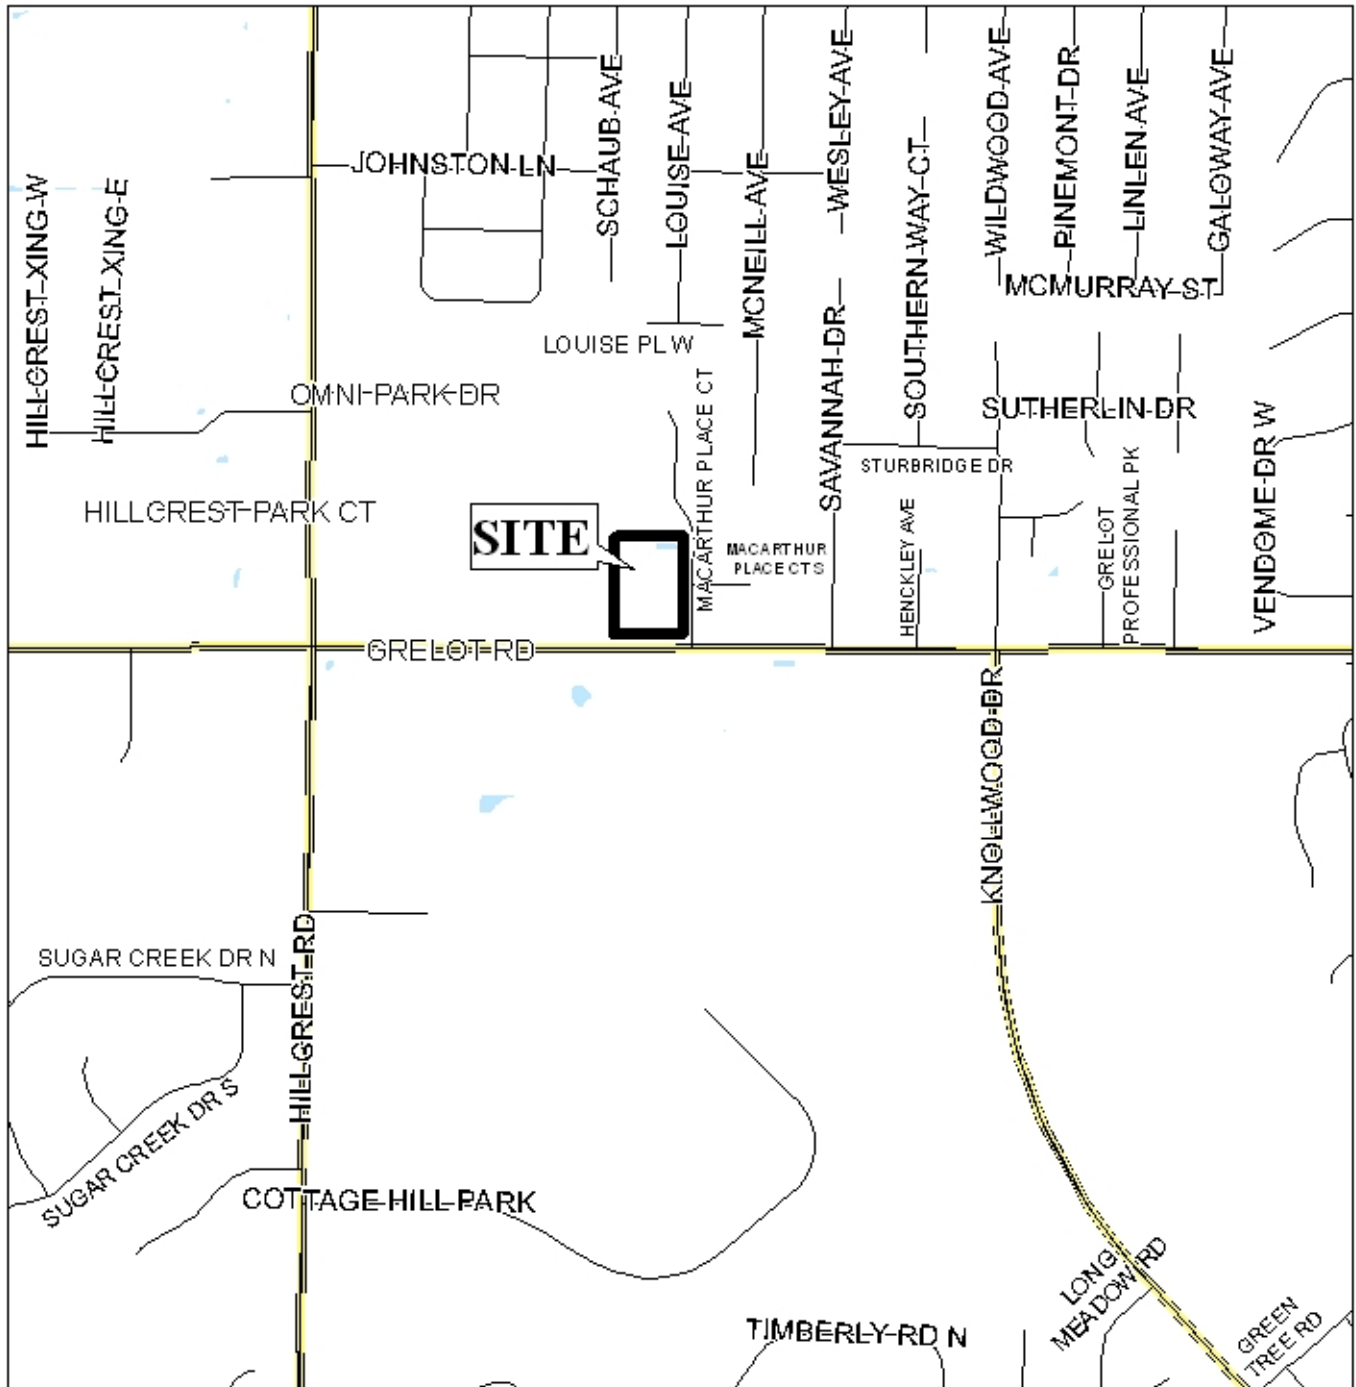 SCHAUB AVE
LOUISE AVE
WESLEY AVE
WILDWOOD AVE
PINEMONT DR
LINLEN AVE
GALOWAY AVE
JOHNSTON LN
MCNEILL AVE
SOUTHERN WAY CT
HILLCREST XING W
HILLCREST XING E
MCMURRAY ST
LOUISE PL W
SAVANNAH DR
OMNI PARK DR
MACARTHUR PLACE CT
SUTHERLIN DR
STURBRIDGE DR
VENDOME DR W
HILLCREST PARK CT
SITE
MACARTHUR
PLACE CT S
HENCKLEY AVE
GRELOT
PROFESSIONAL PK
GRELOT RD
KNOLLWOOD DR
SUGAR CREEK DR N
HILLCREST RD
SUGAR CREEK DR S
COTTAGE HILL PARK
LONG
MEADOW RD
TIMBERLY RD N
GREEN
TREE RD